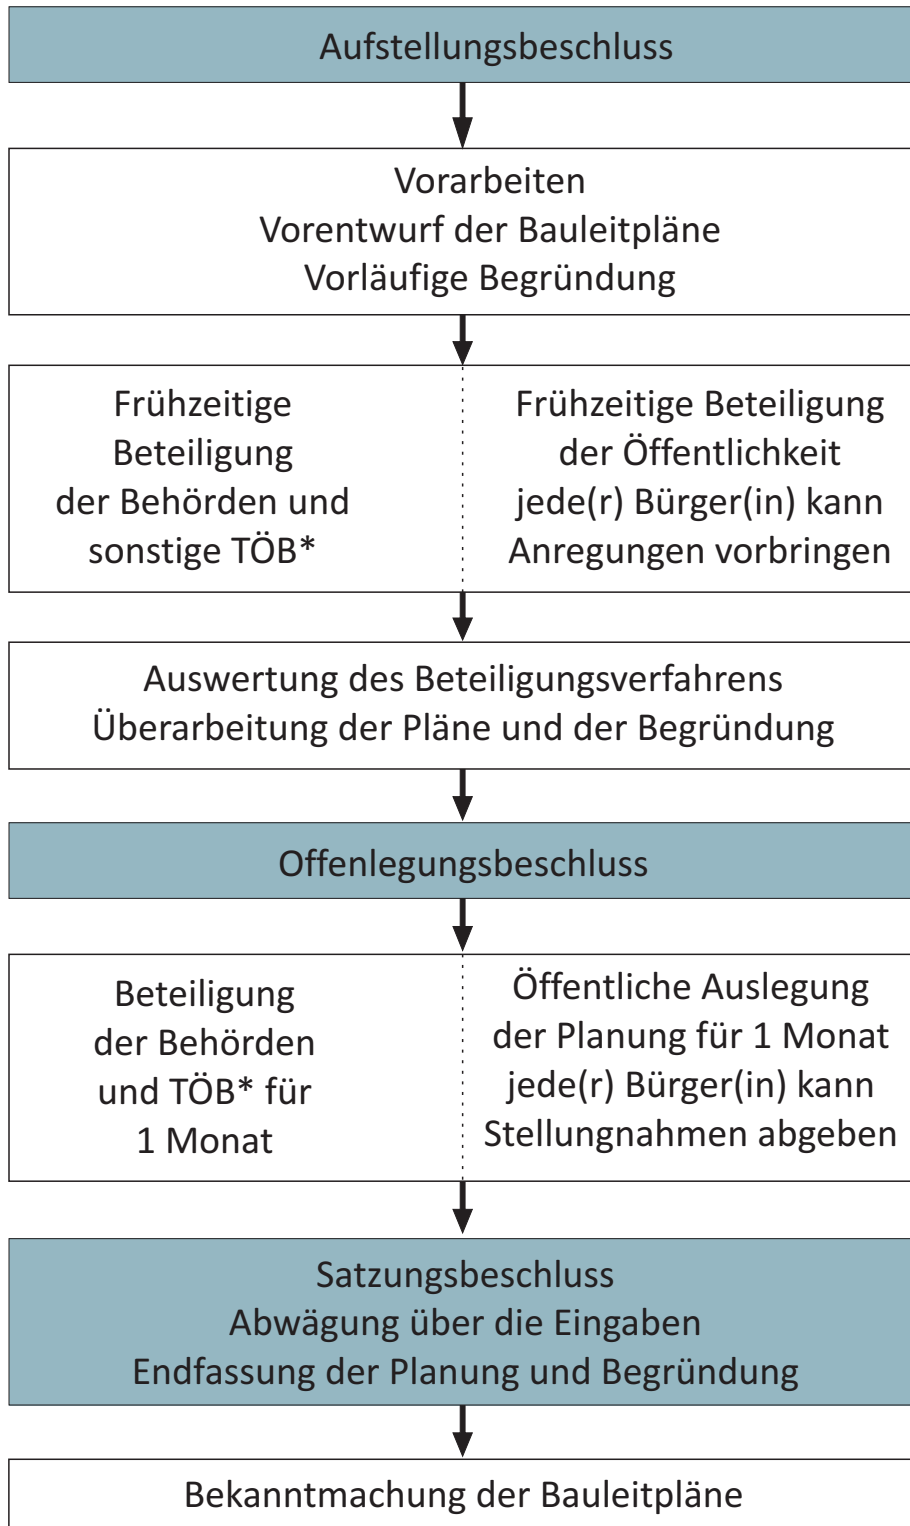 Aufstellungsbeschluss
Vorarbeiten
Vorentwurf der Bauleitpläne
Vorläufige Begründung
Frühzeitige
Beteiligung
der Behörden und
sonstige TÖB*
Frühzeitige Beteiligung
der Öffentlichkeit
jede(r) Bürger(in) kann
Anregungen vorbringen
Auswertung des Beteiligungsverfahrens
Überarbeitung der Pläne und der Begründung
Offenlegungsbeschluss
Beteiligung
der Behörden
und TÖB* für
1 Monat
Öffentliche Auslegung
der Planung für 1 Monat
jede(r) Bürger(in) kann
Stellungnahmen abgeben
Satzungsbeschluss
Abwägung über die Eingaben
Endfassung der Planung und Begründung
Bekanntmachung der Bauleitpläne